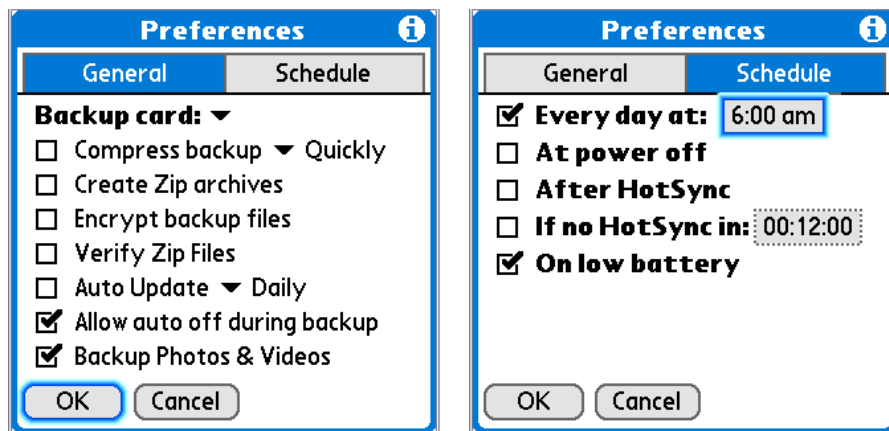 Preferences
General Schedule
Backup card:
Compress backup Quickly
Create Zip archives
Encrypt backup files
Verify Zip Files
Auto Update Daily
Allow auto off during backup
Backup Photos & Videos
OK Cancel
Preferences
General Schedule
Every day at: 6:00 am
At power off
After HotSync
If no HotSync in: 00:12:00
On low battery
OK Cancel